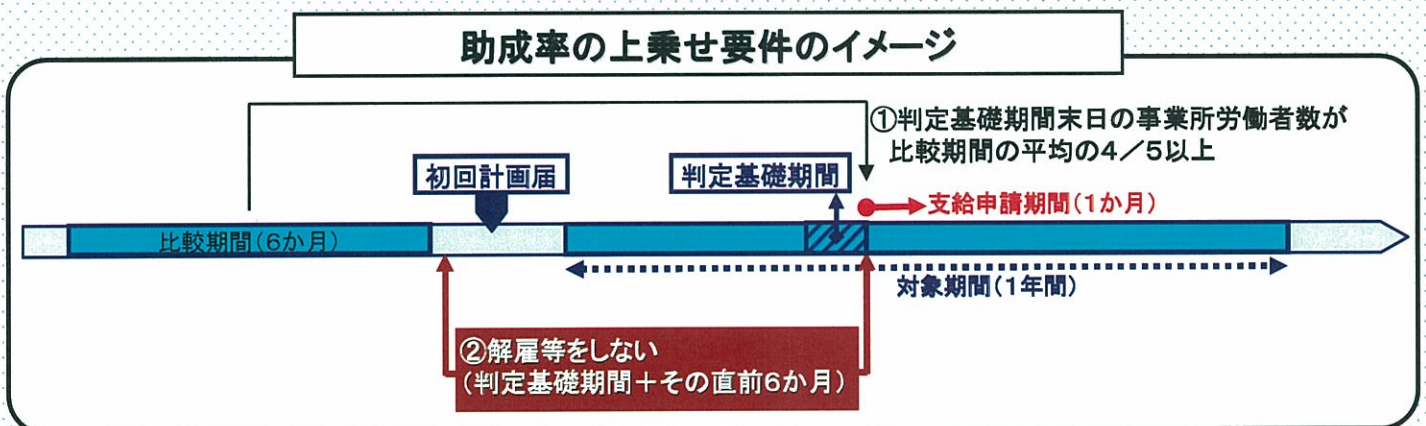 助成率の上乗せ要件のイメージ
①判定基礎期間末日の事業所労働者数が
比較期間の平均の4／5以上
初回計画届
判定基礎期間
支給申請期間(1か月)
比較期間(6か月)
対象期間(1年間)
②解雇等をしない
(判定基礎期間＋その直前6か月)